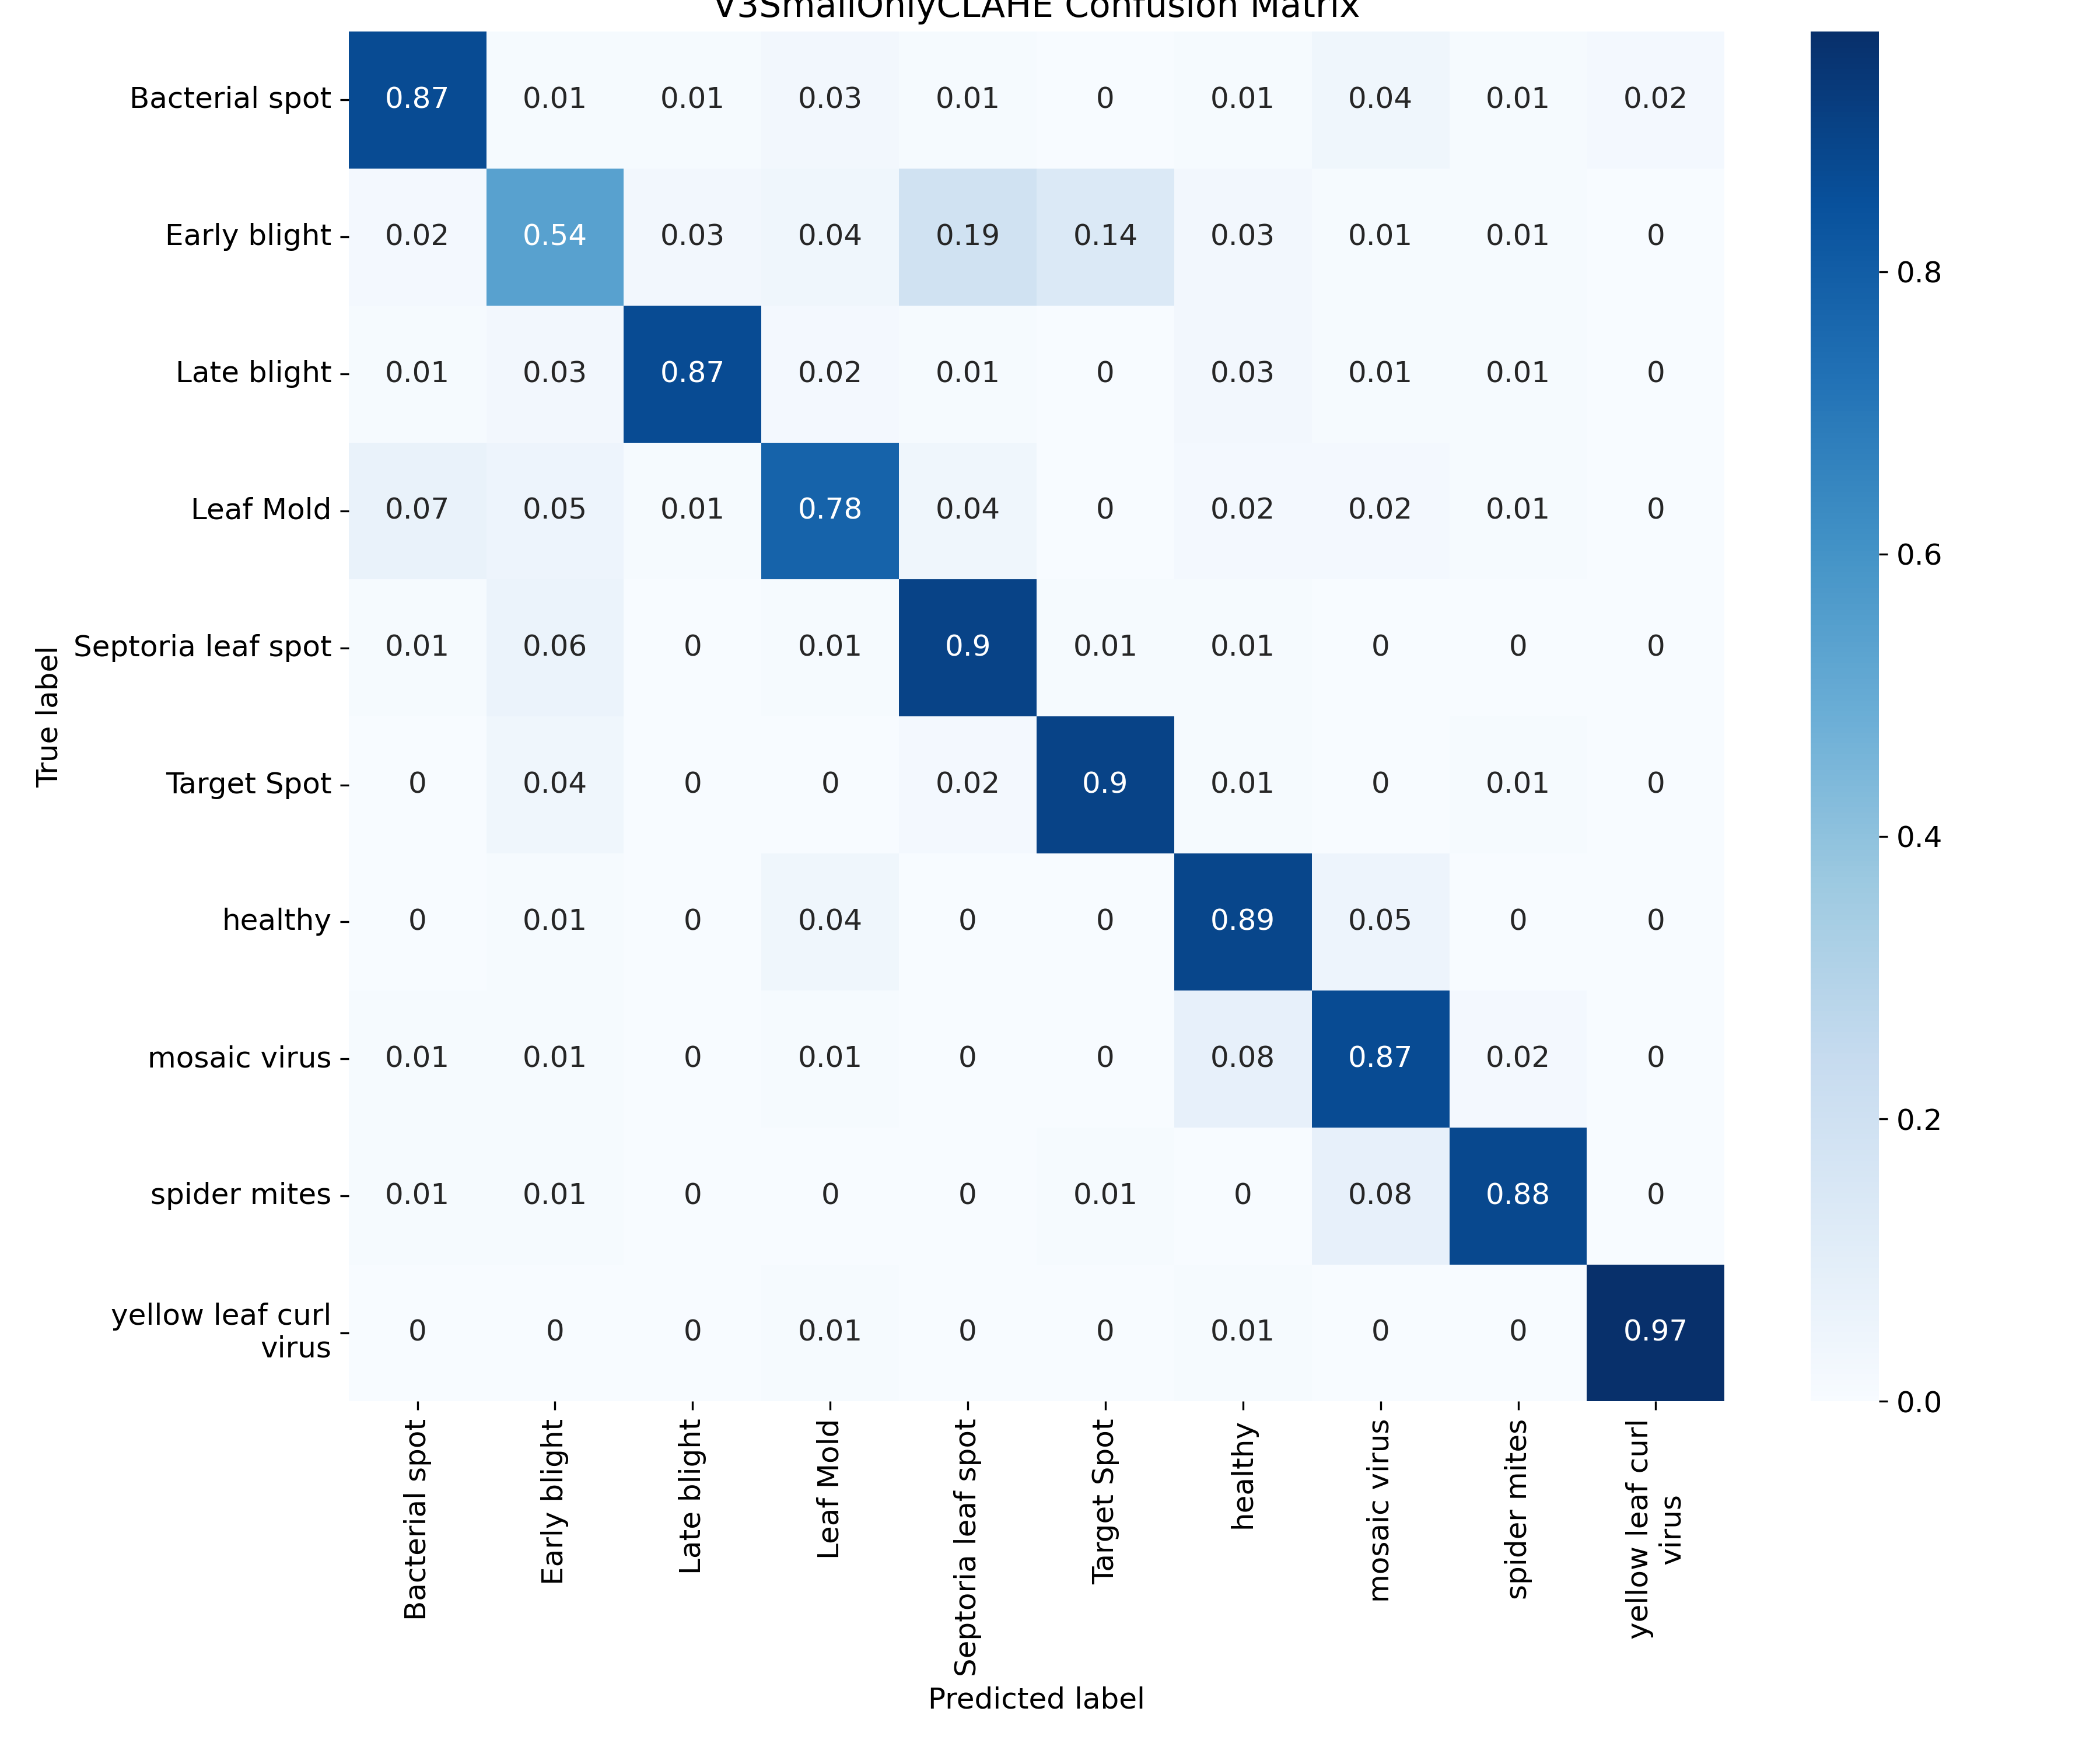 V3SmallOnlyCLAHE Confusion Matrix
Bacterial spot 0.87 0.01 0.01 0.03 0.01 0 0.01 0.04 0.01 0.02
Early blight 0.02 0.54 0.03 0.04 0.19 0.14 0.03 0.01 0.01 0
0.8
Late blight 0.01 0.03 0.87 0.02 0.01 0 0.03 0.01 0.01 0
Leaf Mold 0.07 0.05 0.01 0.78 0.04 0 0.02 0.02 0.01 0
0.6
Septoria leaf spot 0.01 0.06 0 0.01 0.9 0.01 0.01 0 0 0
True label
Target Spot 0 0.04 0 0 0.02 0.9 0.01 0 0.01 0
0.4
healthy 0 0.01 0 0.04 0 0 0.89 0.05 0 0
mosaic virus 0.01 0.01 0 0.01 0 0 0.08 0.87 0.02 0
0.2
spider mites 0.01 0.01 0 0 0 0.01 0 0.08 0.88 0
yellow leaf curl
virus 0 0 0 0.01 0 0 0.01 0 0 0.97
0.0
Bacterial spot
Early blight
Late blight
Leaf Mold
Septoria leaf spot
Target Spot
healthy
mosaic virus
spider mites
yellow leaf curl
virus
Predicted label